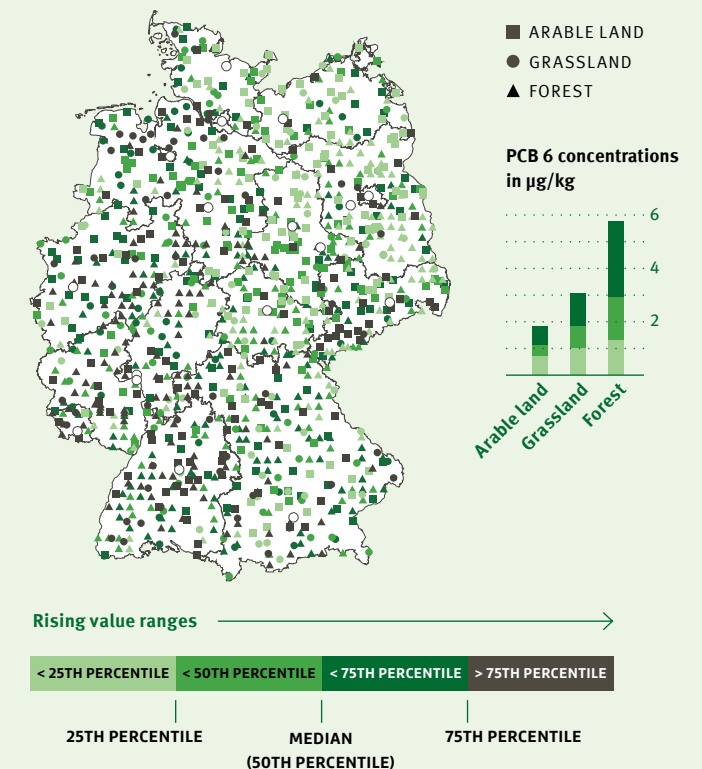 ARABLE LAND
GRASSLAND
FOREST
PCB 6 concentrations
in µg/kg
6
4
2
Arable land
Grassland
Forest
Rising value ranges
< 25TH PERCENTILE
< 50TH PERCENTILE
< 75TH PERCENTILE
> 75TH PERCENTILE
25TH PERCENTILE
MEDIAN
(50TH PERCENTILE)
75TH PERCENTILE